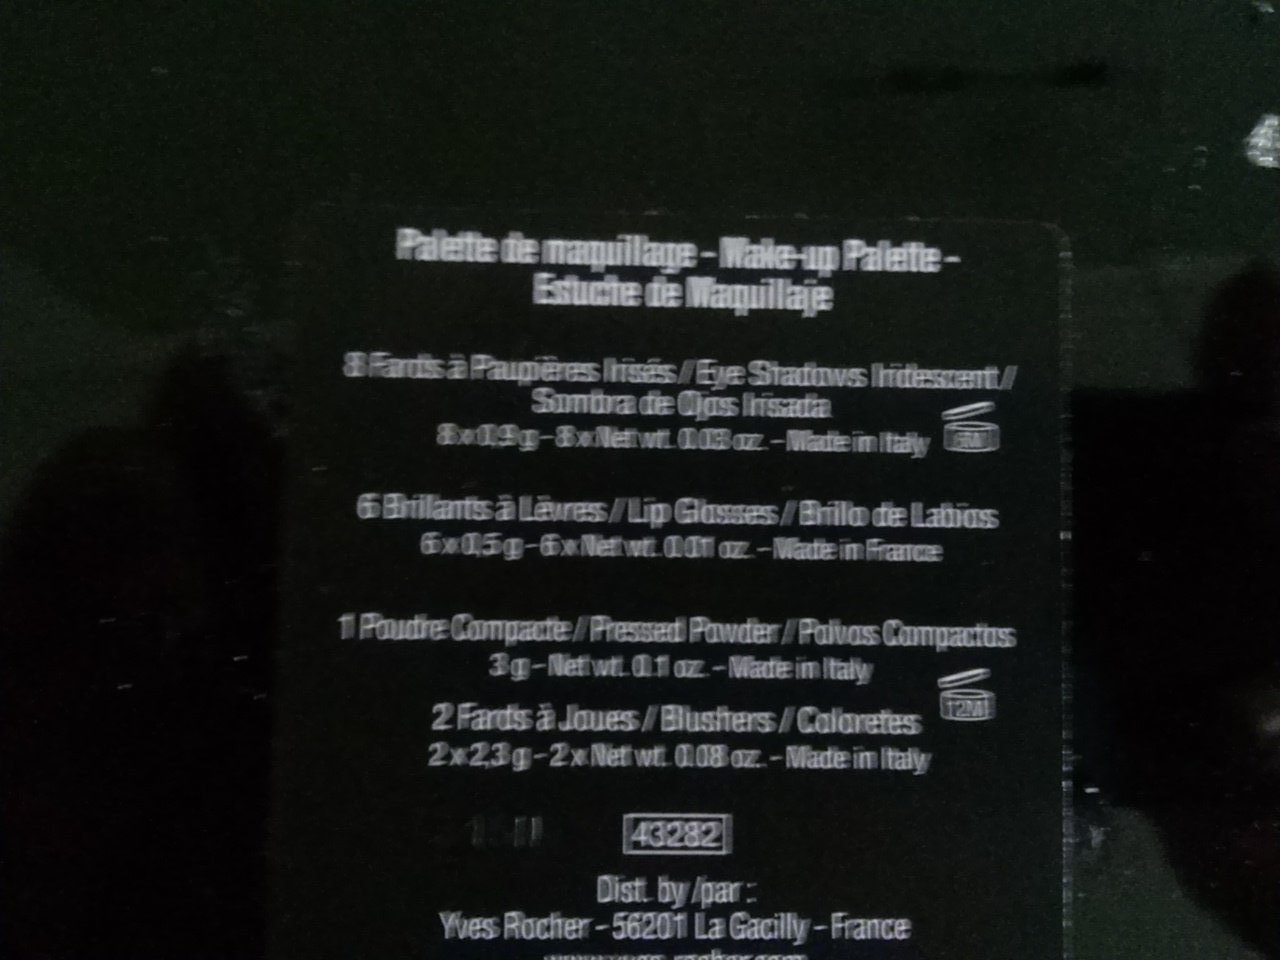 Palette de maquillage - Make-up Palette -
Estuche de Maquillaje
8 Fards à Paupières Irisés / Eye Shadows Iridescent /
Sombra de Ojos Irisada
8 x 0,9 g - 8 x Net wt. 0.03 oz. - Made in Italy
6 Brillants à Lèvres / Lip Glosses / Brillo de Labios
6 x 0,5 g - 6 x Net wt. 0.01 oz. - Made in France
1 Poudre Compacte / Pressed Powder / Polvos Compactos
3 g - Net wt. 0.1 oz. - Made in Italy
12M
2 Fards à Joues / Blushers / Coloretes
2 x 2,3 g - 2 x Net wt. 0.08 oz. - Made in Italy
43282
Dist. by /par :
Yves Rocher - 56201 La Gacilly - France